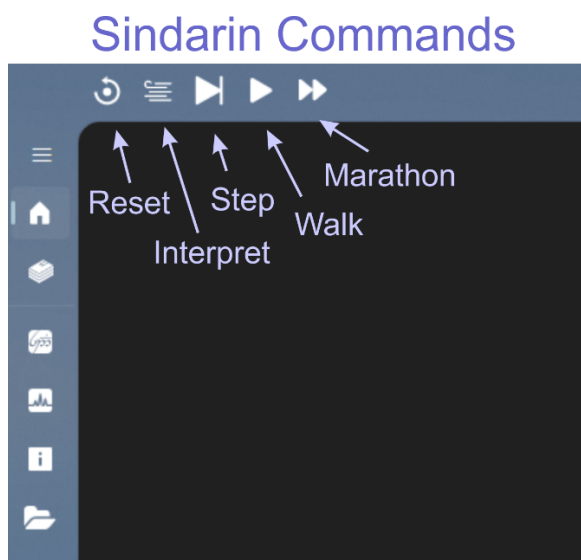 Sindarin Commands
Reset
Step
Marathon
Walk
Interpret